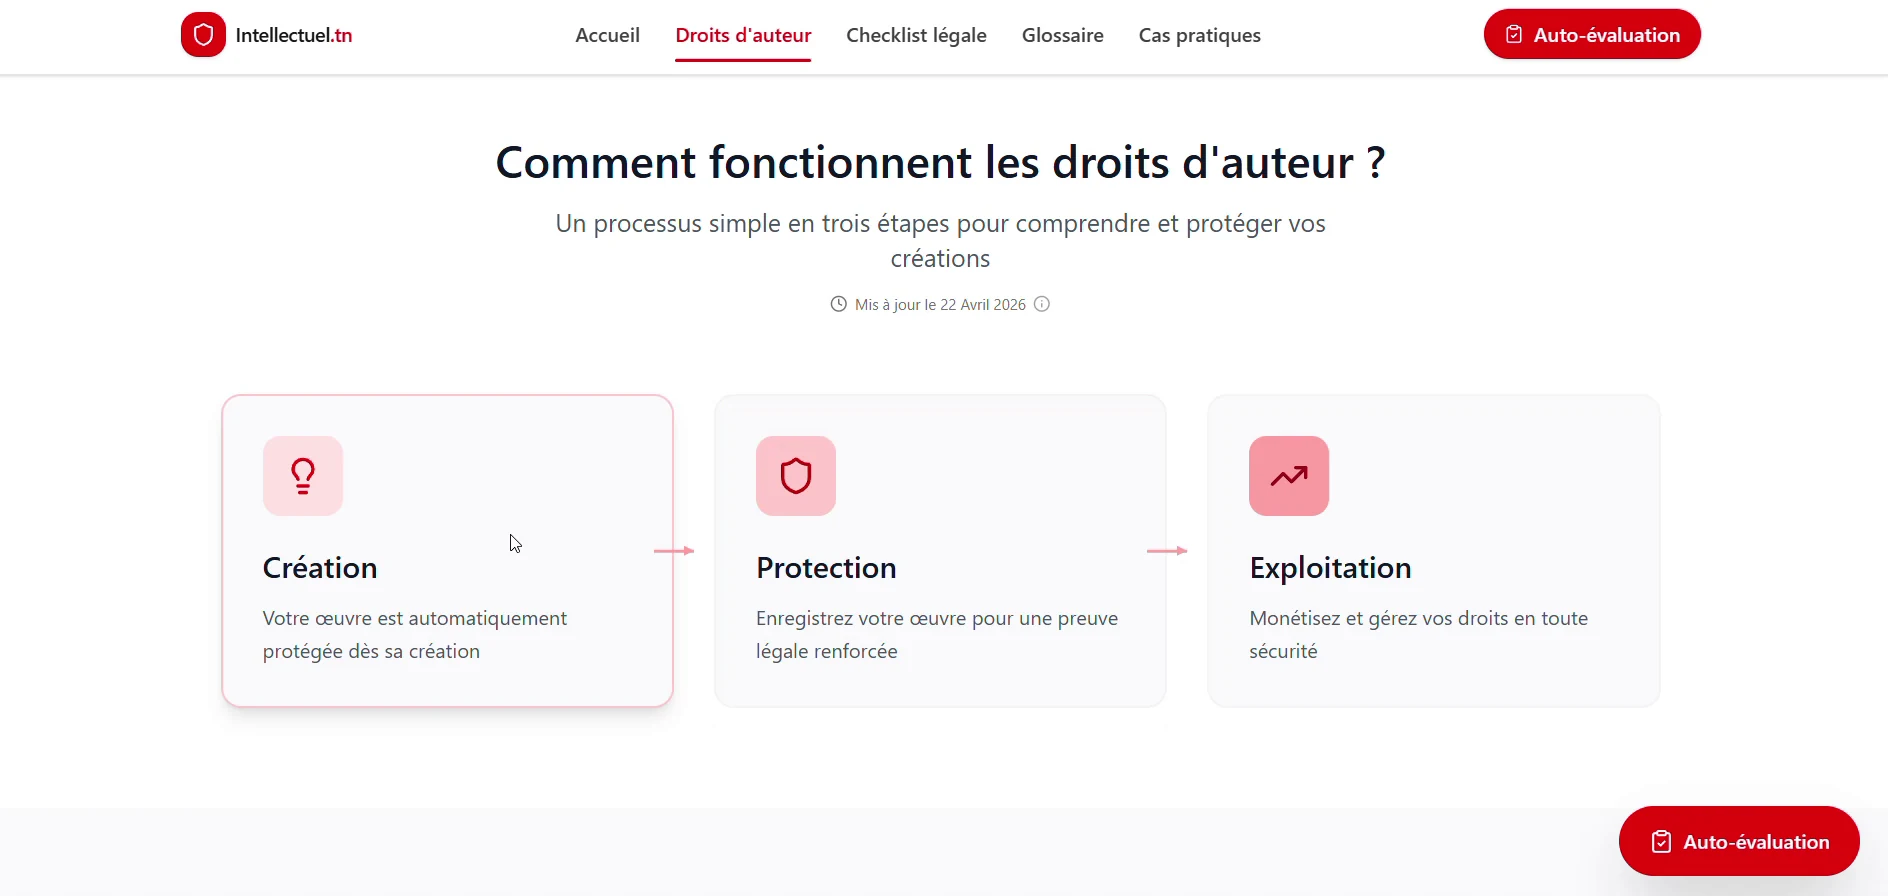 Intellectuel.tn
Accueil
Droits d'auteur
Checklist légale
Glossaire
Cas pratiques
Auto-évaluation
Comment fonctionnent les droits d'auteur ?
Un processus simple en trois étapes pour comprendre et protéger vos
créations
Mis à jour le 22 Avril 2026
Création
Votre œuvre est automatiquement
protégée dès sa création
Protection
Enregistrez votre œuvre pour une preuve
légale renforcée
Exploitation
Monétisez et gérez vos droits en toute
sécurité
Auto-évaluation